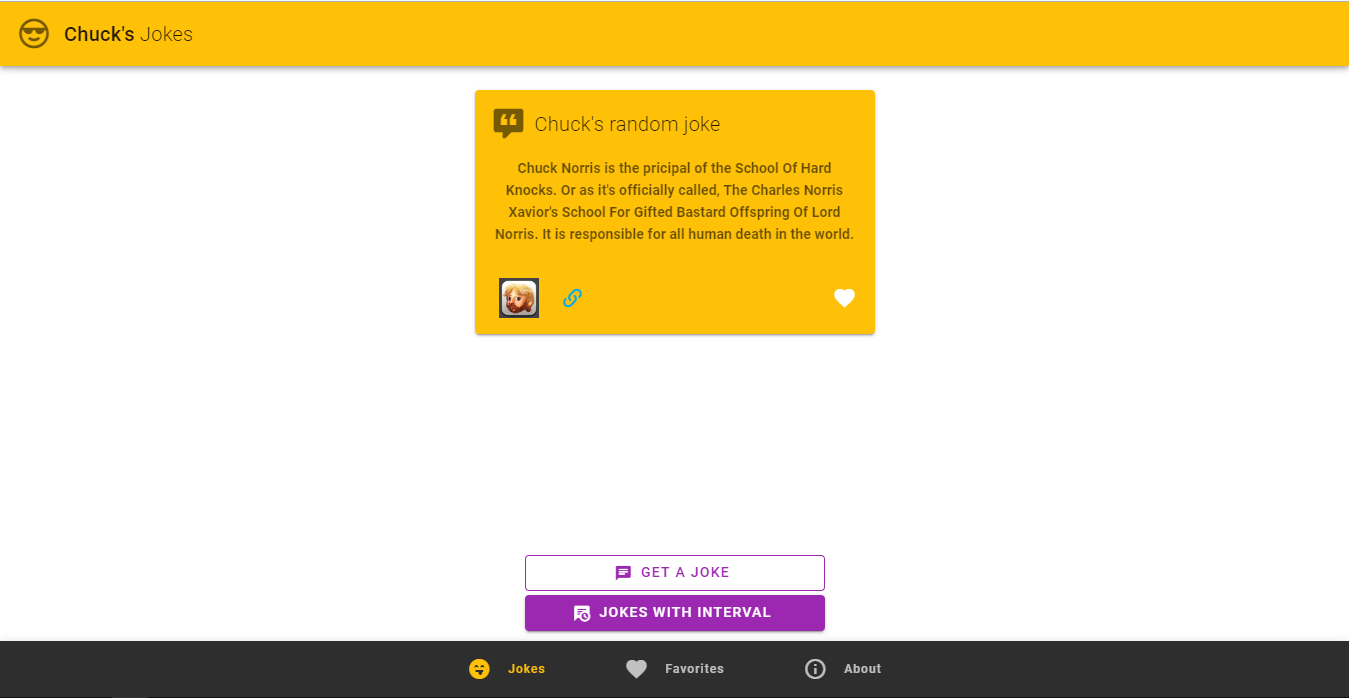 Chuck's Jokes
Chuck's random joke
Chuck Norris is the pricipal of the School Of Hard
Knocks. Or as it's officially called, The Charles Norris
Xavior's School For Gifted Bastard Offspring Of Lord
Norris. It is responsible for all human death in the world.
GET A JOKE
JOKES WITH INTERVAL
Jokes Favorites About